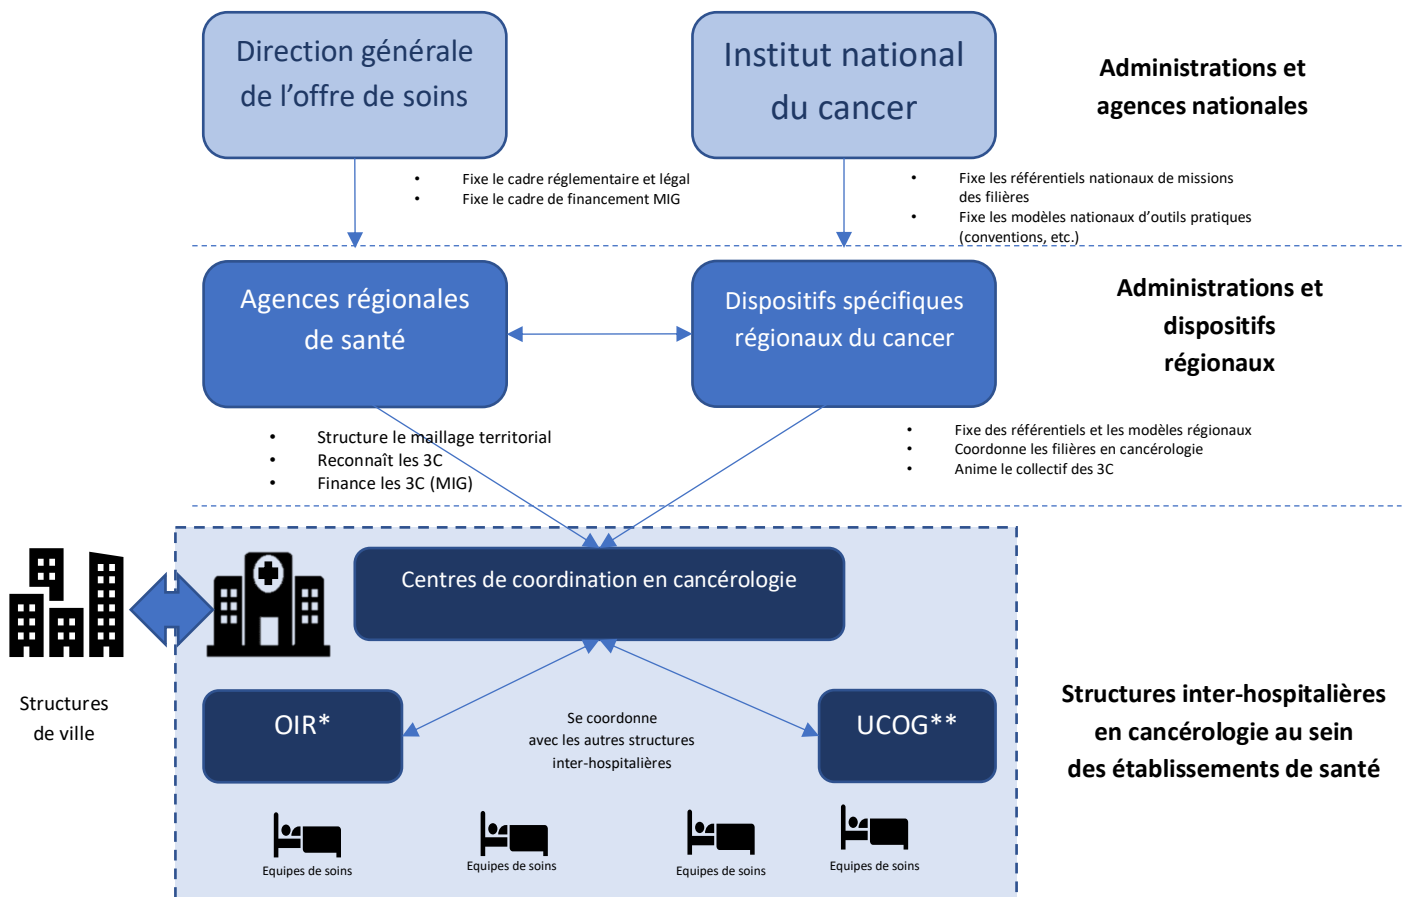 Direction générale
de l’offre de soins
Institut national
du cancer
Administrations et
agences nationales
• Fixe le cadre réglementaire et légal
• Fixe le cadre de financement MIG
• Fixe les référentiels nationaux de missions
des filières
• Fixe les modèles nationaux d’outils pratiques
(conventions, etc.)
Agences régionales
de santé
Dispositifs spécifiques
régionaux du cancer
Administrations et
dispositifs
régionaux
• Structure le maillage territorial
• Reconnaît les 3C
• Finance les 3C (MIG)
• Fixe des référentiels et les modèles régionaux
• Coordonne les filières en cancérologie
• Anime le collectif des 3C
Centres de coordination en cancérologie
Structures
de ville
OIR*
Se coordonne
avec les autres structures
inter-hospitalières
UCOG**
Structures inter-hospitalières
en cancérologie au sein
des établissements de santé
Equipes de soins
Equipes de soins
Equipes de soins
Equipes de soins